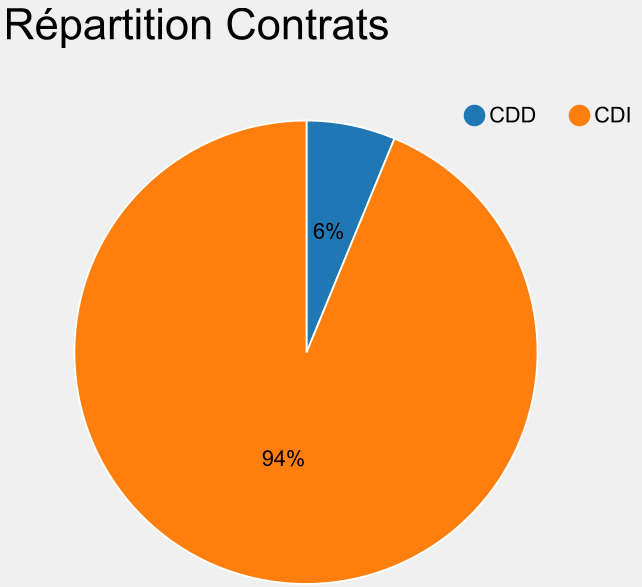 Répartition Contrats
CDD CDI
6%
94%